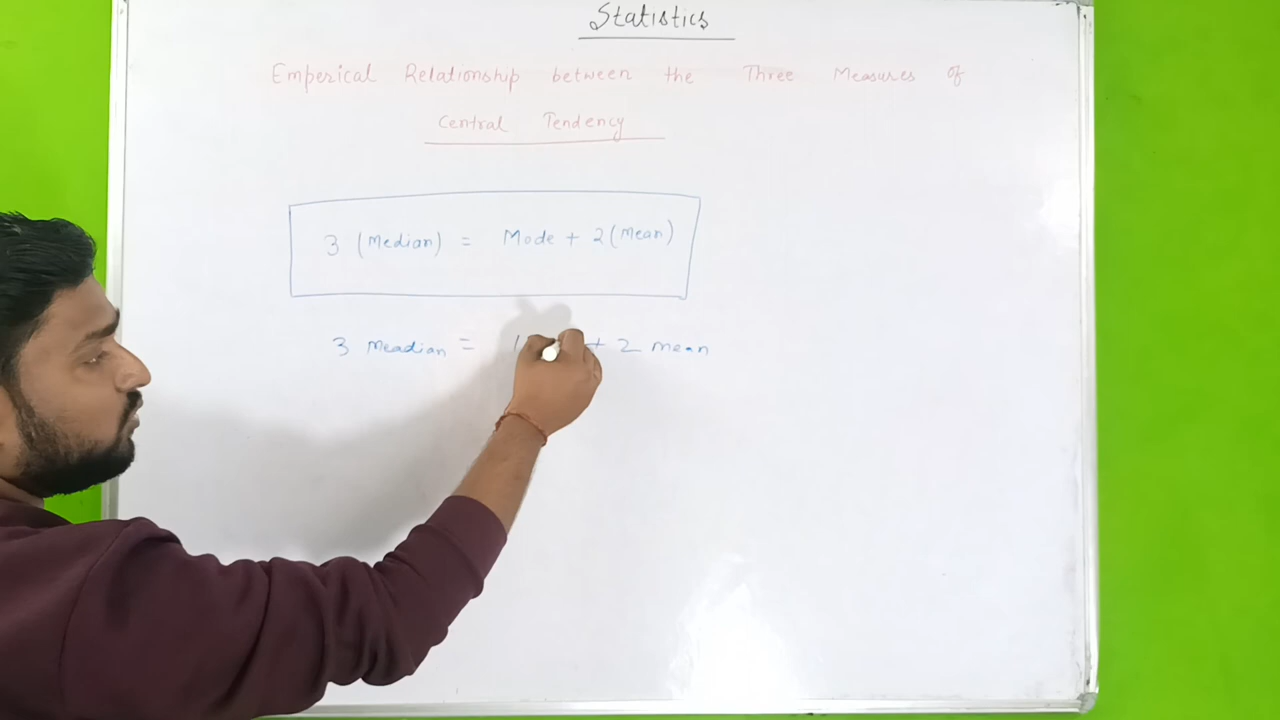 Statistics
Emperical Relationship between the Three Measures of
Central Tendency
3 (Median) = Mode + 2(Mean)
3 Meadian = + 2 mean